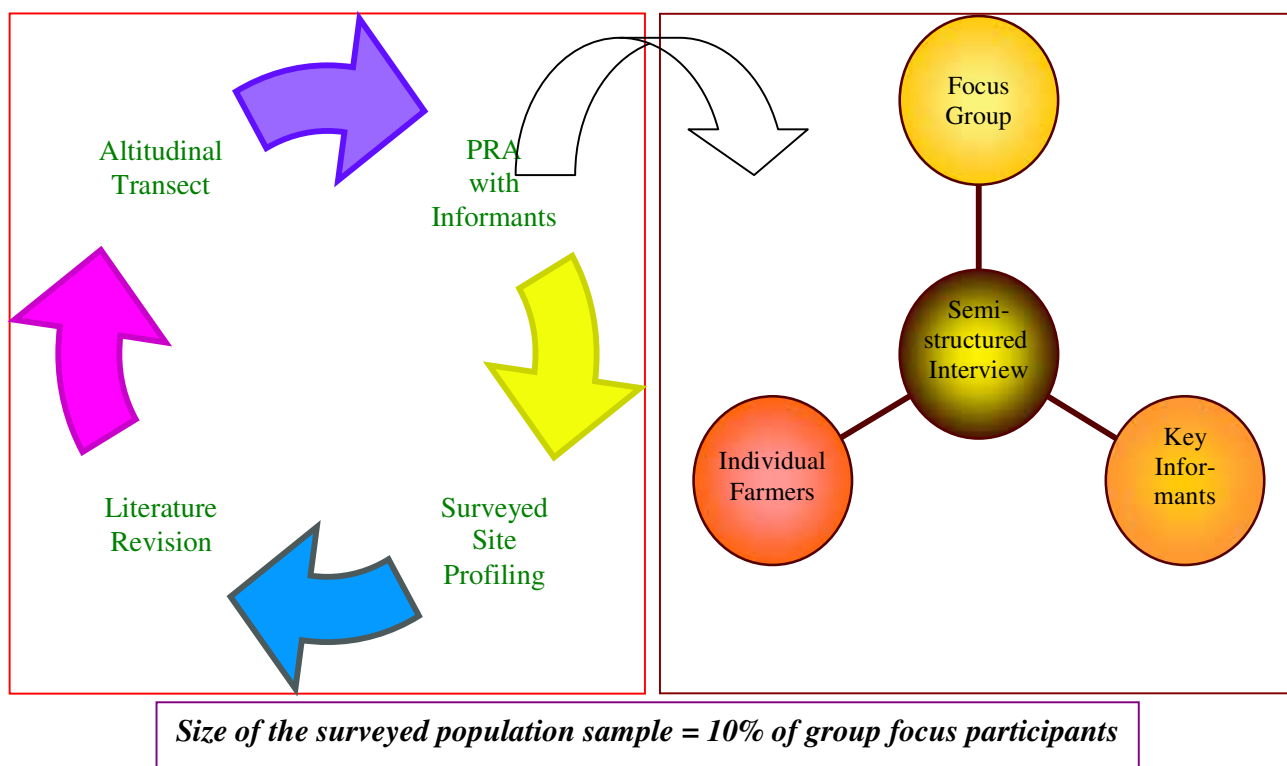 Altitudinal
Transect
PRA
with
Informants
Surveyed
Site
Profiling
Literature
Revision
Focus
Group
Semi-
structured
Interview
Individual
Farmers
Key
Infor-
mants
Size of the surveyed population sample = 10% of group focus participants